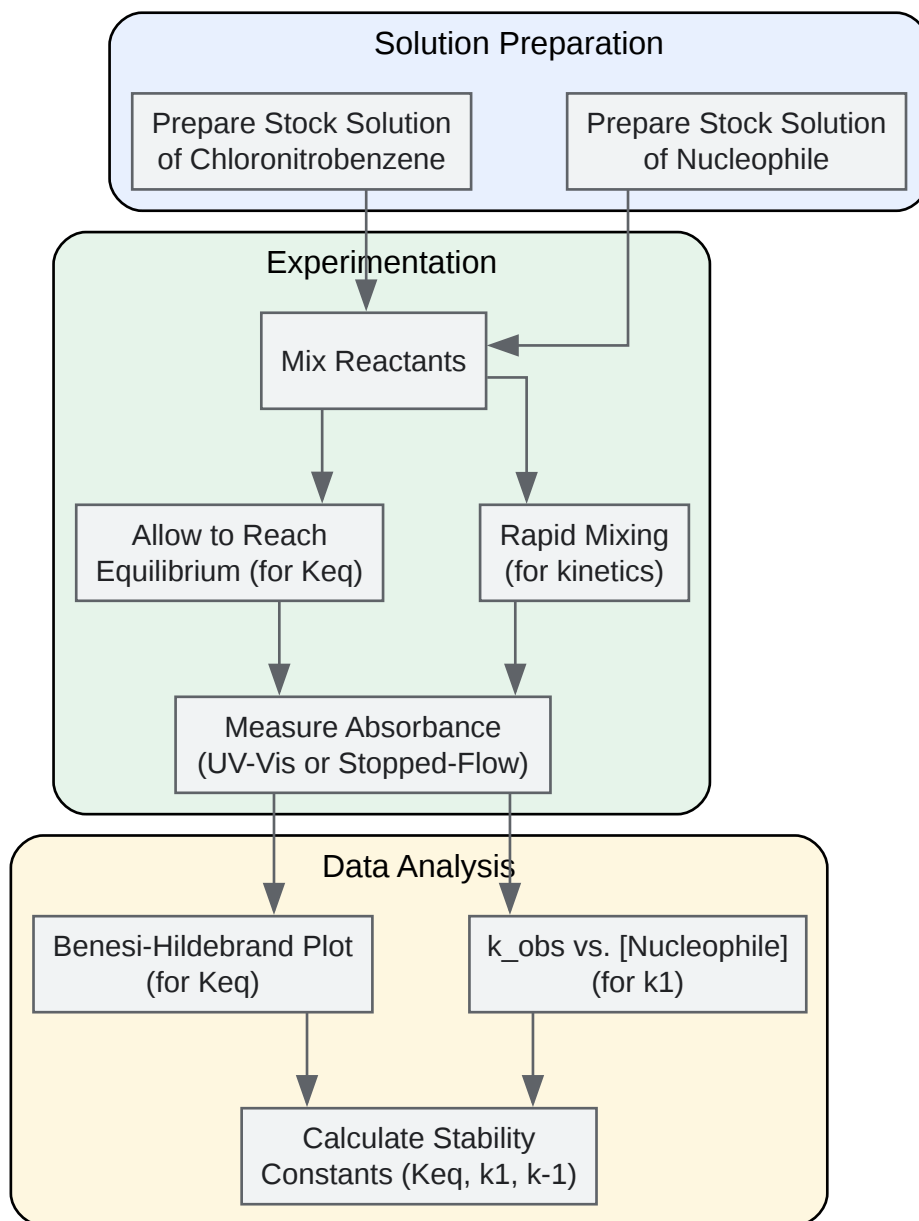 Solution Preparation
Prepare Stock Solution
of Chloronitrobenzene
Prepare Stock Solution
of Nucleophile
Experimentation
Mix Reactants
Allow to Reach
Equilibrium (for Keq)
Rapid Mixing
(for kinetics)
Measure Absorbance
(UV-Vis or Stopped-Flow)
Data Analysis
Benesi-Hildebrand Plot
(for Keq)
k_obs vs. [Nucleophile]
(for k1)
Calculate Stability
Constants (Keq, k1, k-1)